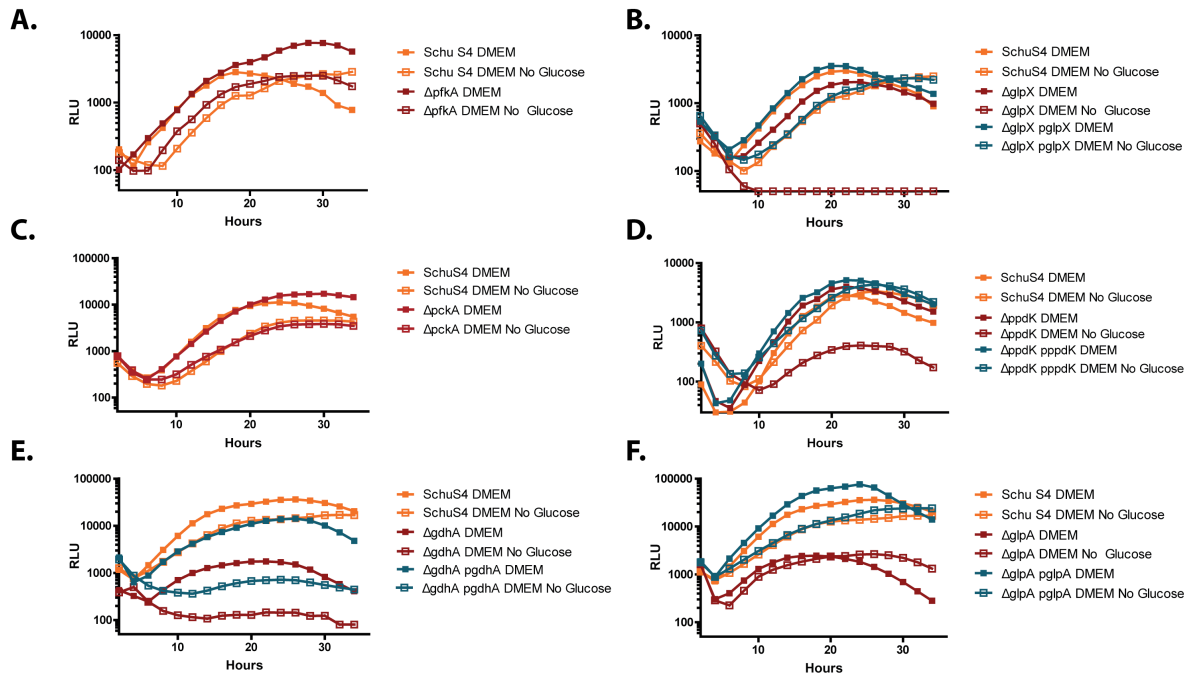 A.
10000
1000
100
RLU
10
20
30
Hours
Schu S4 DMEM
Schu S4 DMEM No Glucose
ΔpfkA DMEM
ΔpfkA DMEM No Glucose
B.
10000
1000
100
RLU
10
20
30
Hours
SchuS4 DMEM
SchuS4 DMEM No Glucose
ΔglpX DMEM
ΔglpX DMEM No Glucose
ΔglpX pglpX DMEM
ΔglpX pglpX DMEM No Glucose
C.
100000
10000
1000
100
RLU
10
20
30
Hours
SchuS4 DMEM
SchuS4 DMEM No Glucose
ΔpckA DMEM
ΔpckA DMEM No Glucose
D.
10000
1000
100
RLU
10
20
30
Hours
SchuS4 DMEM
SchuS4 DMEM No Glucose
ΔppdK DMEM
ΔppdK DMEM No Glucose
ΔppdK pppdK DMEM
ΔppdK pppdK DMEM No Glucose
E.
100000
10000
1000
100
RLU
10
20
30
Hours
SchuS4 DMEM
SchuS4 DMEM No Glucose
ΔgdhA DMEM
ΔgdhA DMEM No Glucose
ΔgdhA pgdhA DMEM
ΔgdhA pgdhA DMEM No Glucose
F.
100000
10000
1000
100
RLU
10
20
30
Hours
Schu S4 DMEM
Schu S4 DMEM No Glucose
ΔglpA DMEM
ΔglpA DMEM No Glucose
ΔglpA pglpA DMEM
ΔglpA pglpA DMEM No Glucose